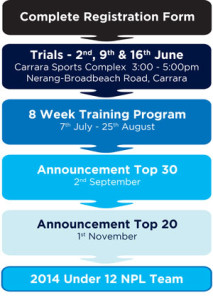 Complete Registration Form
Trials - 2nd, 9th & 16th June
Carrara Sports Complex 3:00 - 5:00pm
Nerang-Broadbeach Road, Carrara
8 Week Training Program
7th July - 25th August
Announcement Top 30
2nd September
Announcement Top 20
1st November
2014 Under 12 NPL Team